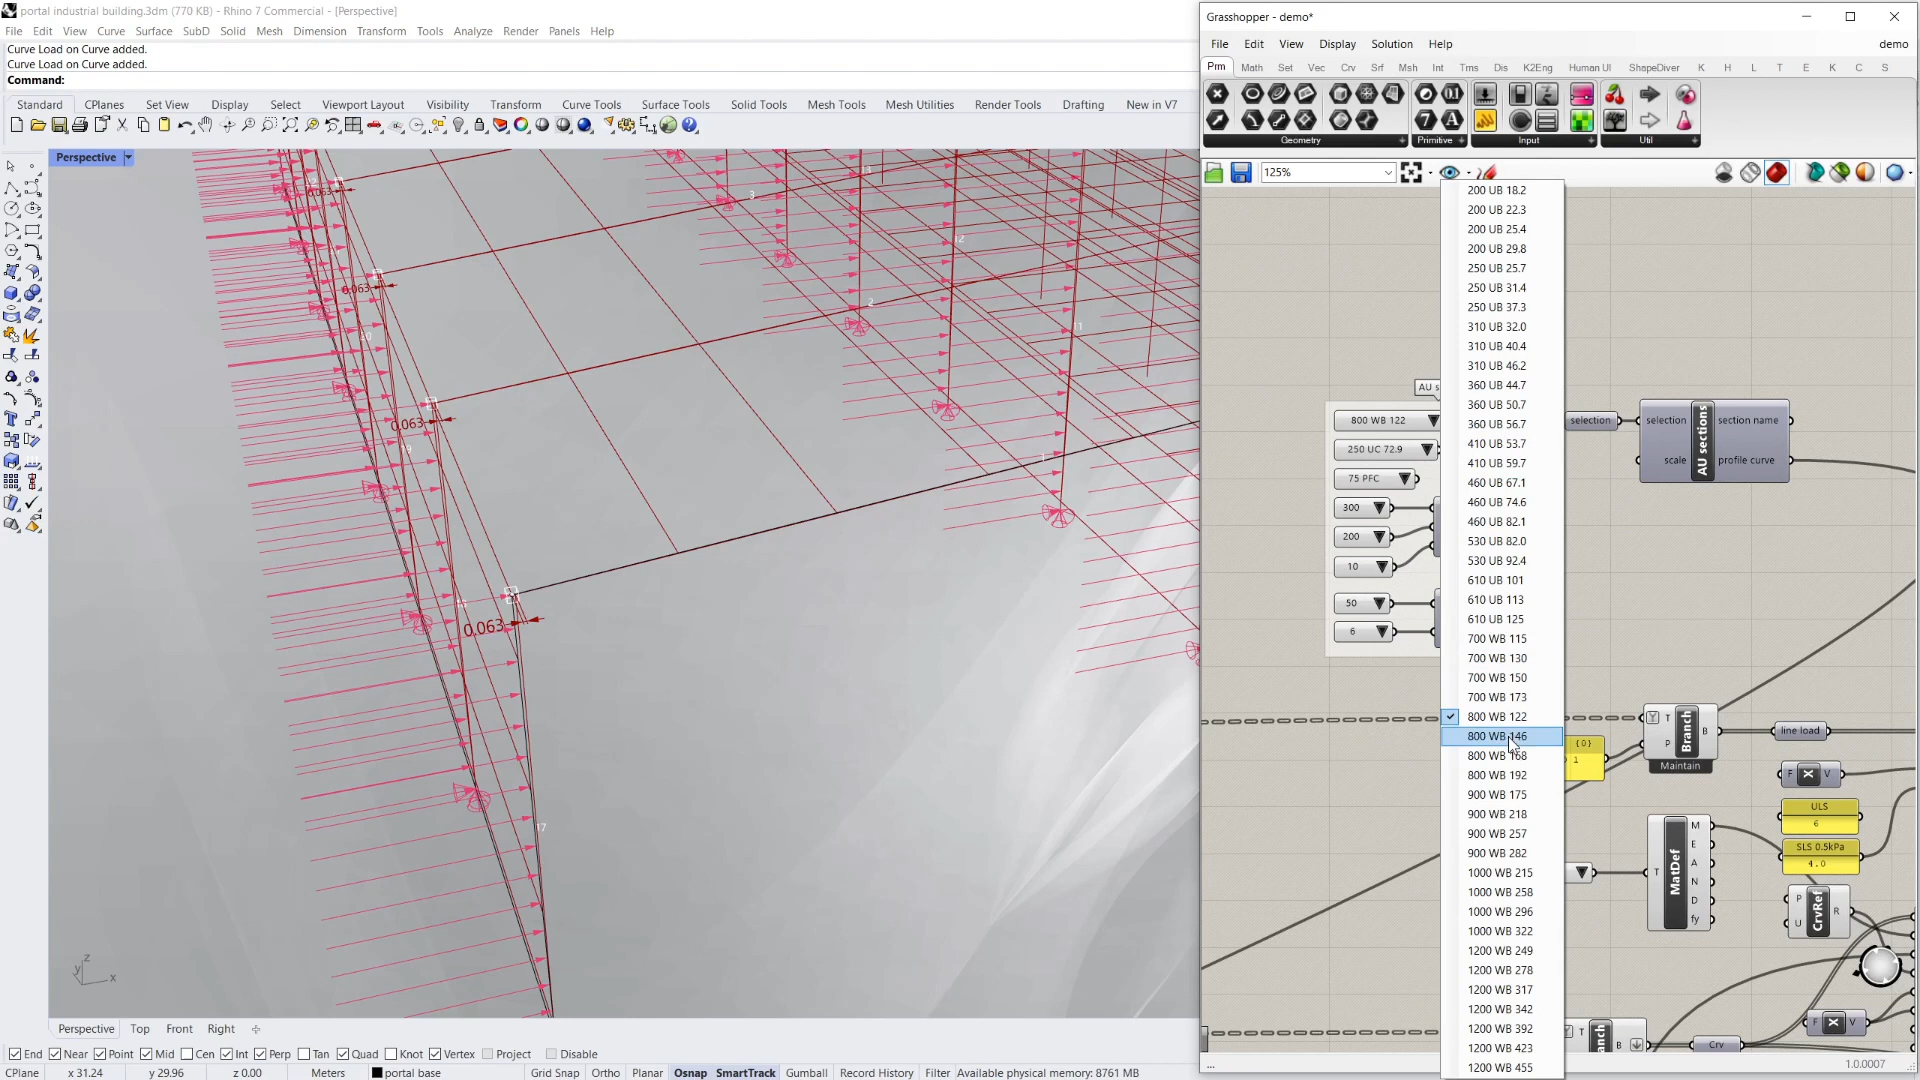 portal industrial building.3dm (770 KB) - Rhino 7 Commercial - [Perspective]
File Edit View Curve Surface SubD Solid Mesh Dimension Transform Tools Analyze Render Panels Help
Curve Load on Curve added.
Curve Load on Curve added.
Command:
Standard CPlanes Set View Display Select Viewport Layout Visibility Transform Curve Tools Surface Tools Solid Tools Mesh Tools Mesh Utilities Render Tools Drafting New in V7
Perspective
0.063
0.063
0.063
0.063
3
12
2
11
1
17
z
y x
Perspective Top Front Right
End Near Point Mid Cen Int Perp Tan Quad Knot Vertex Project Disable
CPlane x 31.24 y 29.96 z 0.00 Meters portal base Grid Snap Ortho Planar Osnap SmartTrack Gumball Record History Filter Available physical memory: 8761 MB
Grasshopper - demo*
File Edit View Display Solution Help demo
Prm Math Set Vec Crv Srf Msh Int Trns Dis K2Eng Human UI ShapeDiver K H L T E K C S
Geometry Primitive Input Util
125%
200 UB 18.2
200 UB 22.3
200 UB 25.4
200 UB 29.8
250 UB 25.7
250 UB 31.4
250 UB 37.3
310 UB 32.0
310 UB 40.4
310 UB 46.2
360 UB 44.7
360 UB 50.7
360 UB 56.7
410 UB 53.7
410 UB 59.7
460 UB 67.1
460 UB 74.6
460 UB 82.1
530 UB 82.0
530 UB 92.4
610 UB 101
610 UB 113
610 UB 125
700 WB 115
700 WB 130
700 WB 150
700 WB 173
800 WB 122
800 WB 146
800 WB 168
800 WB 192
900 WB 175
900 WB 218
900 WB 257
900 WB 282
1000 WB 215
1000 WB 258
1000 WB 296
1000 WB 322
1200 WB 249
1200 WB 278
1200 WB 317
1200 WB 342
1200 WB 392
1200 WB 423
1200 WB 455
AU s
800 WB 122
250 UC 72.9
75 PFC
300
200
10
50
6
selection
selection AU sections section name
scale profile curve
{0}
1
T Branch B
P
Maintain
line load
F X V
ULS
6
SLS 0.5kPa
4.0
T MatDef M
E
A
N
D
fy
P CrvRef R
U
F X V
T B
Crv
...
1.0.0007